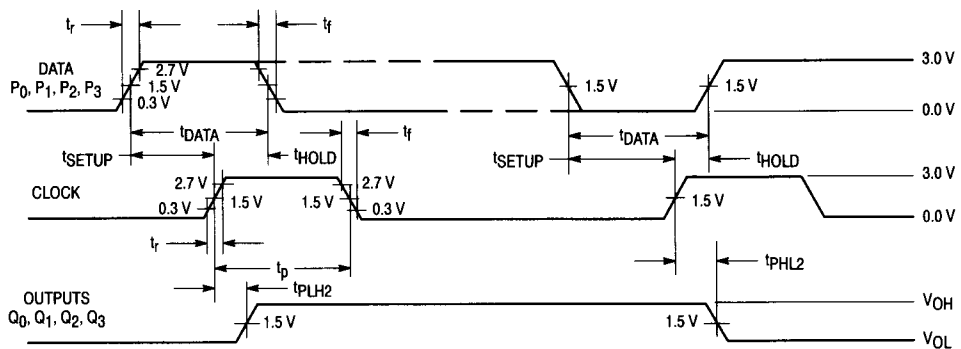 tr
tf
DATA
P0, P1, P2, P3
2.7 V
1.5 V
0.3 V
1.5 V
1.5 V
3.0 V
0.0 V
tDATA
tf
tDATA
tSETUP
tHOLD
tSETUP
tHOLD
CLOCK
2.7 V
1.5 V
0.3 V
2.7 V
1.5 V
0.3 V
1.5 V
3.0 V
0.0 V
tr
tp
tPLH2
tPHL2
OUTPUTS
Q0, Q1, Q2, Q3
1.5 V
1.5 V
VOH
VOL